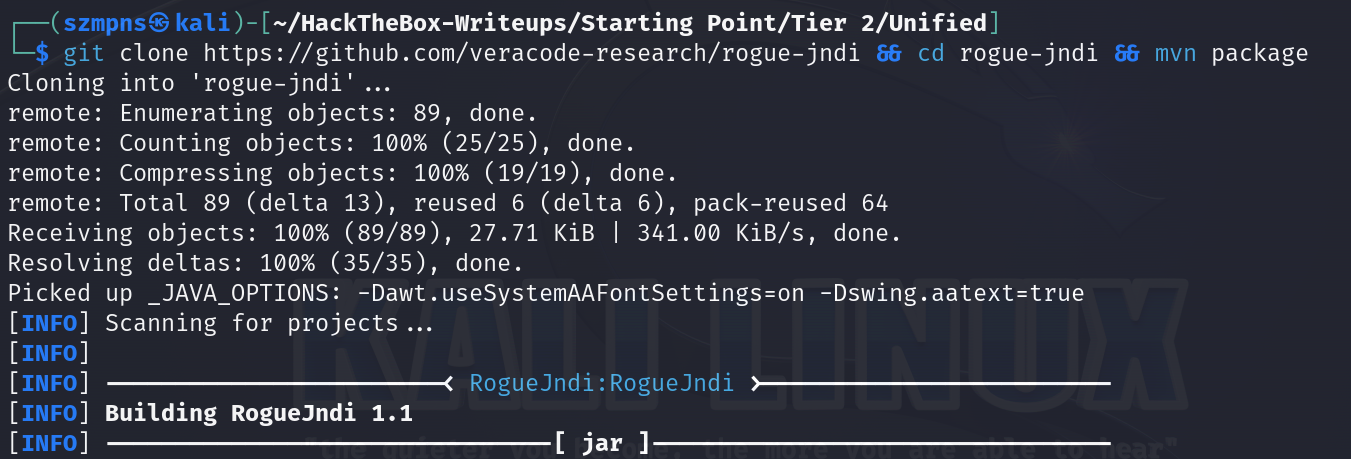 ┌──(szmpns㉿kali)-[~/HackTheBox-Writeups/Starting Point/Tier 2/Unified]
└─$ git clone https://github.com/veracode-research/rogue-jndi && cd rogue-jndi && mvn package
Cloning into 'rogue-jndi'...
remote: Enumerating objects: 89, done.
remote: Counting objects: 100% (25/25), done.
remote: Compressing objects: 100% (19/19), done.
remote: Total 89 (delta 13), reused 6 (delta 6), pack-reused 64
Receiving objects: 100% (89/89), 27.71 KiB | 341.00 KiB/s, done.
Resolving deltas: 100% (35/35), done.
Picked up _JAVA_OPTIONS: -Dawt.useSystemAAFontSettings=on -Dswing.aatext=true
[INFO] Scanning for projects...
[INFO]
[INFO] ----------------------< RogueJndi:RogueJndi >-----------------------
[INFO] Building RogueJndi 1.1
[INFO] --------------------------------[ jar ]---------------------------------
KALI LINUX
"the quieter you become, the more you are able to hear"